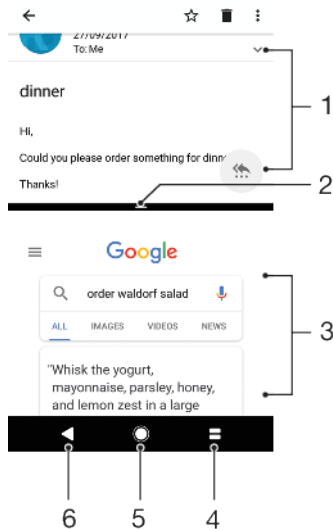 27/09/2017
To: Me
dinner
Hi,
Could you please order something for
Thanks!
1
2
Google
order waldorf salad
ALL IMAGES VIDEOS NEWS
"Whisk the yogurt,
mayonnaise, parsley, honey,
and lemon zest in a large
3
6 5 4